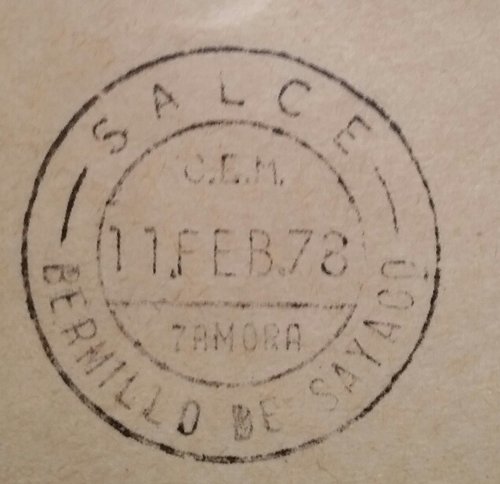 SALCE
C.E.M.
11.FEB.78
ZAMORA
BERMILLO DE SAYAGO